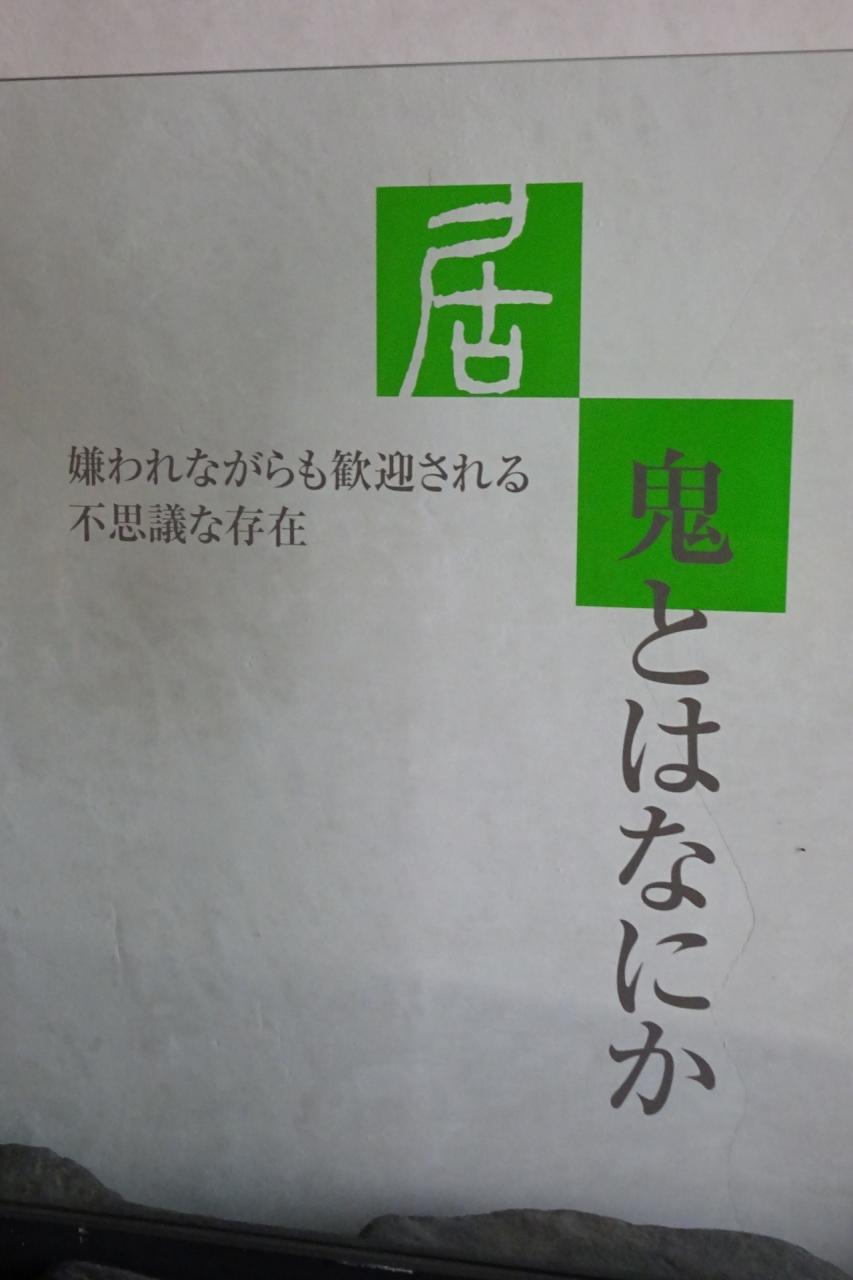 居
鬼とはなにか
嫌われながらも歓迎される
不思議な存在